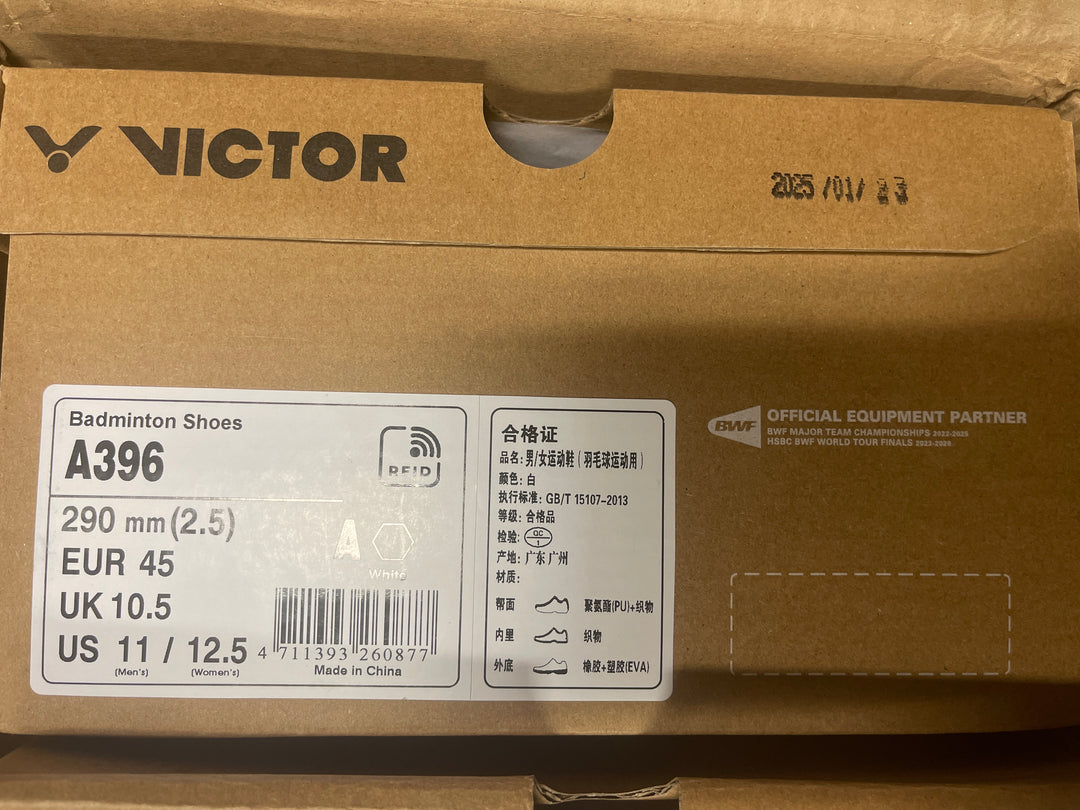 VICTOR
2025/01/23
Badminton Shoes
A396
RFID
290 mm (2.5)
EUR 45
UK 10.5
US 11 / 12.5
(Men's) (Women's)
A
White
4 711393 260877
Made in China
合格证
品名: 男/女运动鞋 ( 羽毛球运动用 )
颜色: 白
执行标准: GB/T 15107-2013
等级: 合格品
检验: QC 1
产地: 广东 广州
材质:
帮面 聚氨酯(PU)+织物
内里 织物
外底 橡胶+塑胶(EVA)
BWF
OFFICIAL EQUIPMENT PARTNER
BWF MAJOR TEAM CHAMPIONSHIPS 2022-2025
HSBC BWF WORLD TOUR FINALS